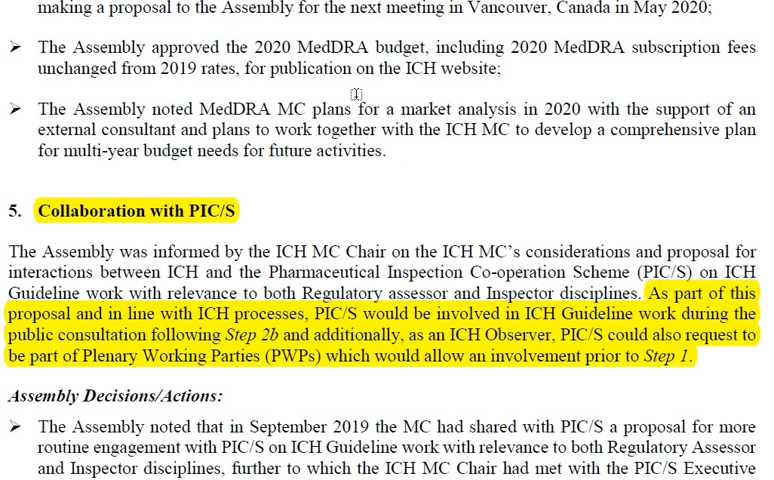 making a proposal to the Assembly for the next meeting in Vancouver, Canada in May 2020;
➢ The Assembly approved the 2020 MedDRA budget, including 2020 MedDRA subscription fees
unchanged from 2019 rates, for publication on the ICH website;
➢ The Assembly noted MedDRA MC plans for a market analysis in 2020 with the support of an
external consultant and plans to work together with the ICH MC to develop a comprehensive plan
for multi-year budget needs for future activities.
5. Collaboration with PIC/S
The Assembly was informed by the ICH MC Chair on the ICH MC's considerations and proposal for
interactions between ICH and the Pharmaceutical Inspection Co-operation Scheme (PIC/S) on ICH
Guideline work with relevance to both Regulatory assessor and Inspector disciplines. As part of this
proposal and in line with ICH processes, PIC/S would be involved in ICH Guideline work during the
public consultation following Step 2b and additionally, as an ICH Observer, PIC/S could also request to
be part of Plenary Working Parties (PWPs) which would allow an involvement prior to Step 1.
Assembly Decisions/Actions:
➢ The Assembly noted that in September 2019 the MC had shared with PIC/S a proposal for more
routine engagement with PIC/S on ICH Guideline work with relevance to both Regulatory Assessor
and Inspector disciplines, further to which the ICH MC Chair had met with the PIC/S Executive